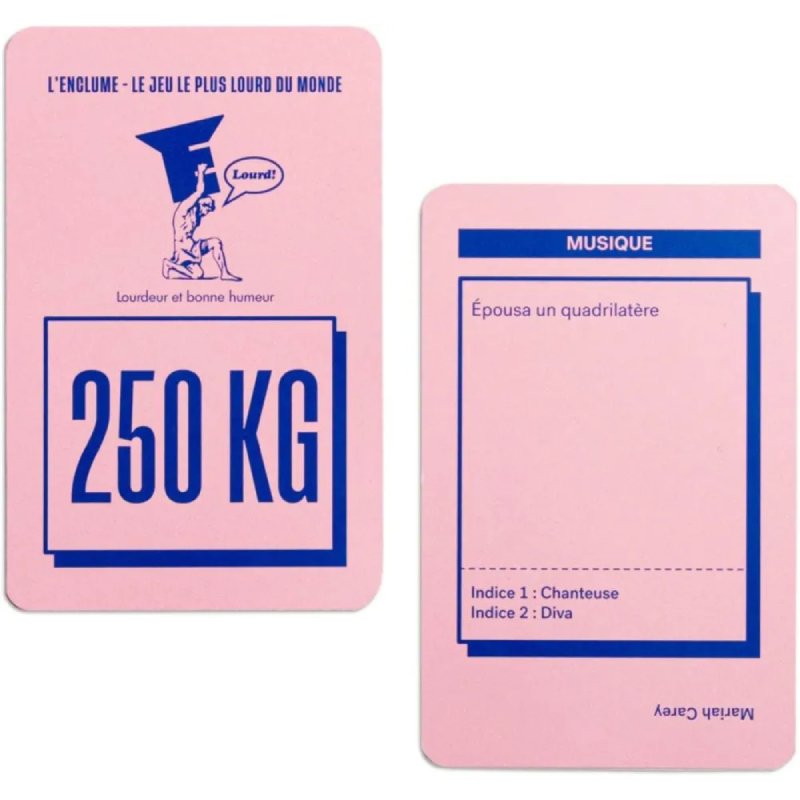 L'ENCLUME - LE JEU LE PLUS LOURD DU MONDE
E
Lourd!
Lourdeur et bonne humeur
250 KG
MUSIQUE
Épousa un quadrilatère
Indice 1 : Chanteuse
Indice 2 : Diva
Mariah Carey